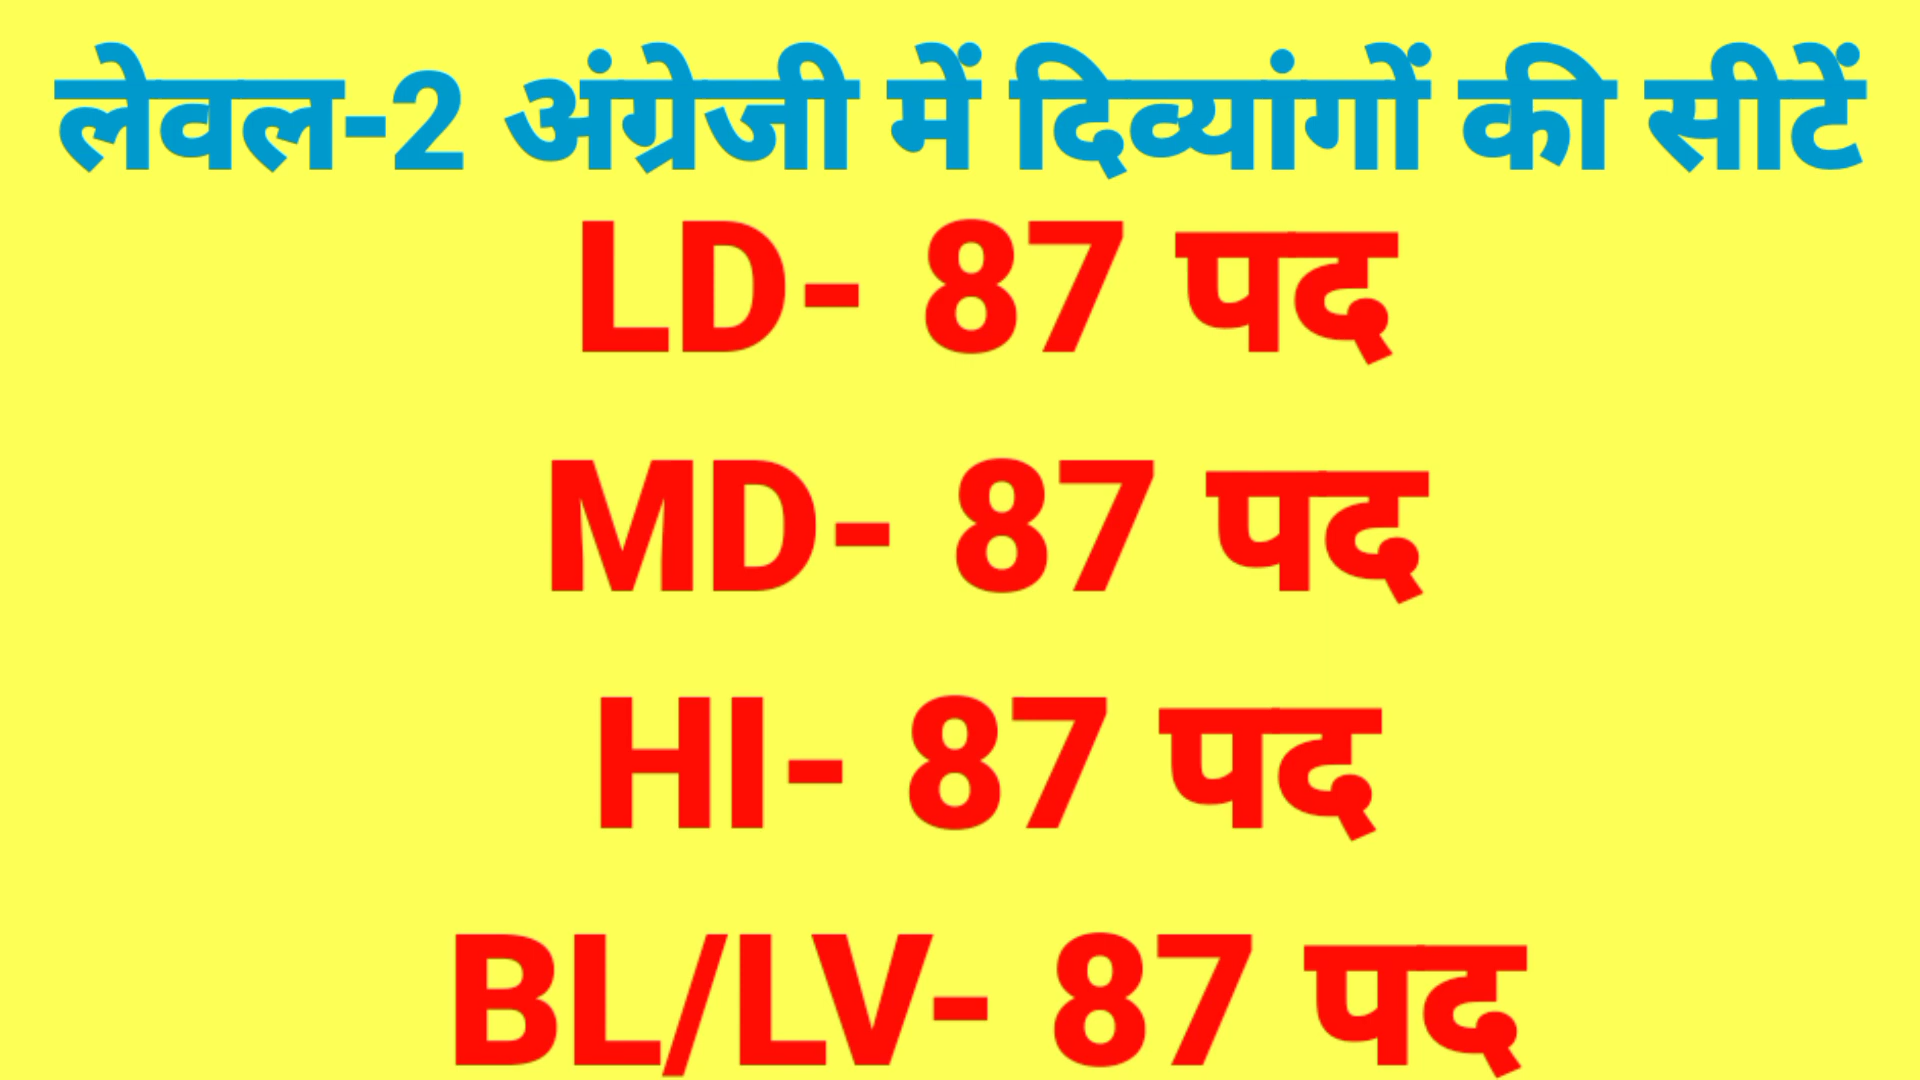 लेवल-2 अंग्रेजी में दिव्यांगों की सीटें
LD- 87 पद
MD- 87 पद
HI- 87 पद
BL/LV- 87 पद